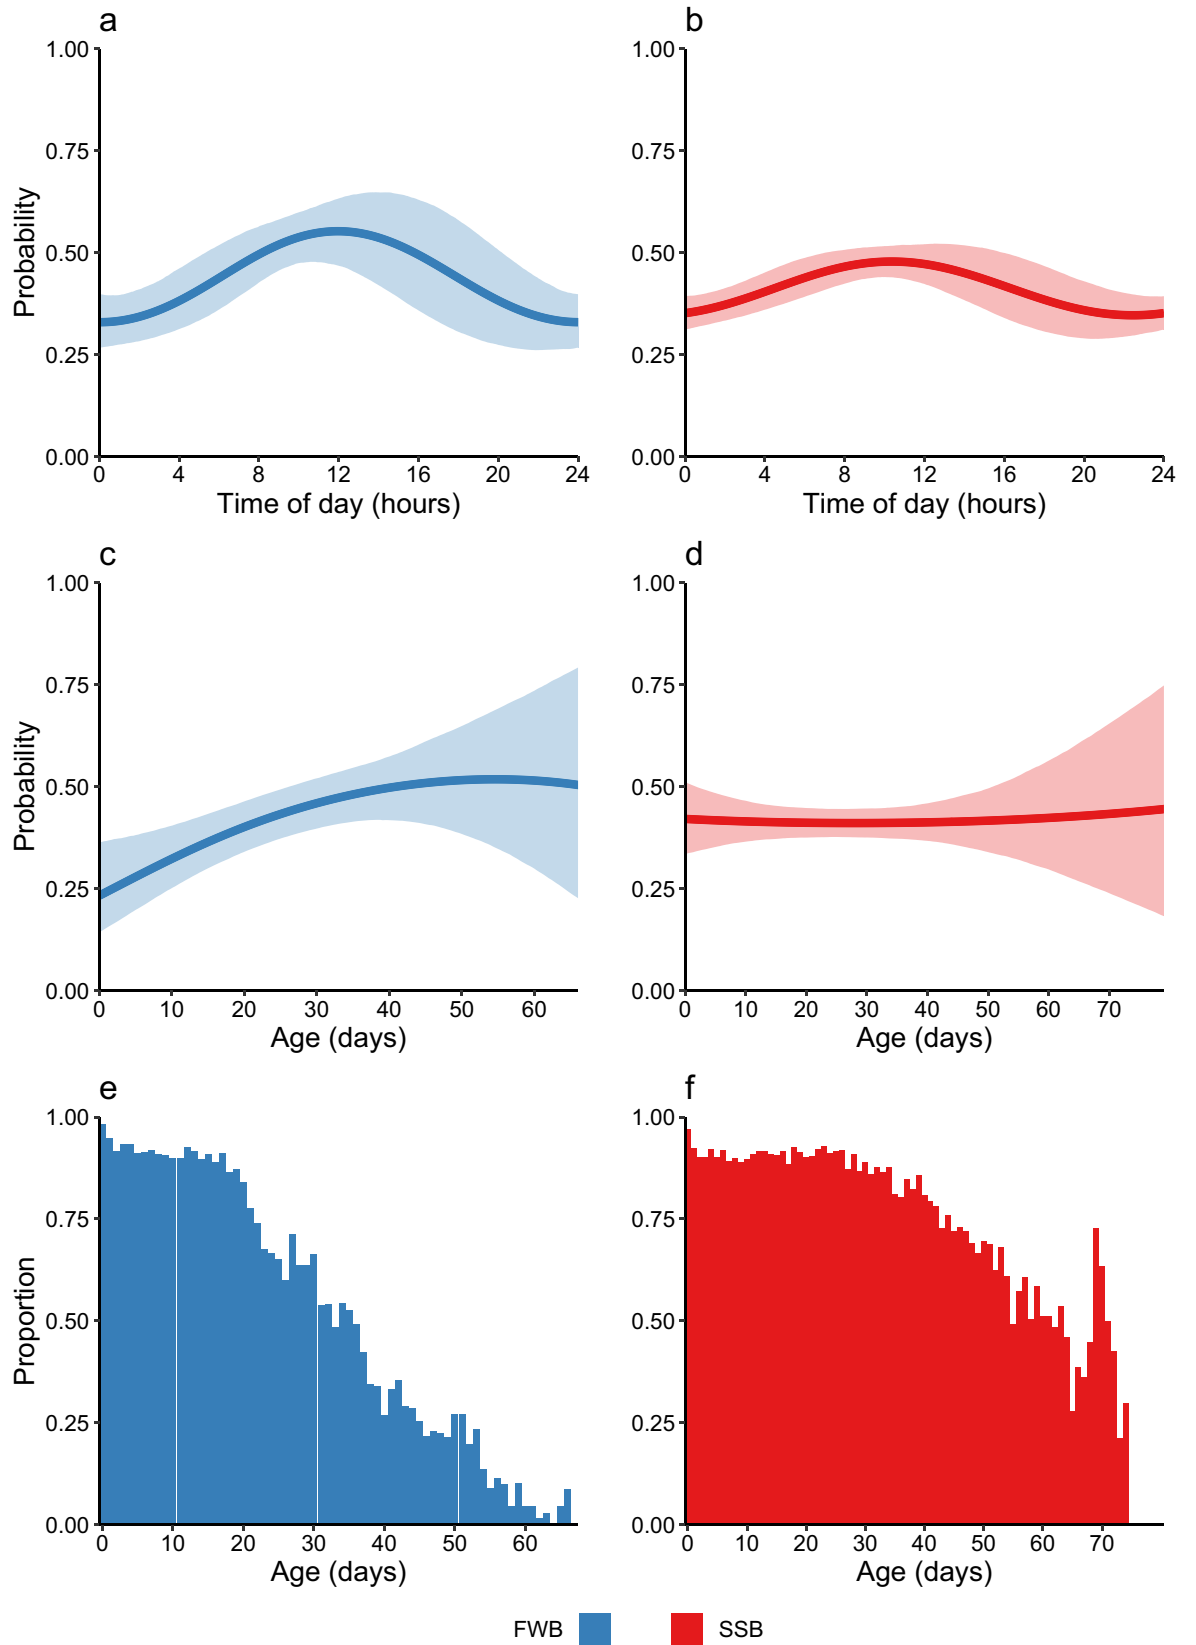 a
1.00
0.75
0.50
0.25
0.00
Probability
0 4 8 12 16 20 24
Time of day (hours)
b
1.00
0.75
0.50
0.25
0.00
0 4 8 12 16 20 24
Time of day (hours)
c
1.00
0.75
0.50
0.25
0.00
Probability
0 10 20 30 40 50 60
Age (days)
d
1.00
0.75
0.50
0.25
0.00
0 10 20 30 40 50 60 70
Age (days)
e
1.00
0.75
0.50
0.25
0.00
Proportion
0 10 20 30 40 50 60
Age (days)
f
1.00
0.75
0.50
0.25
0.00
0 10 20 30 40 50 60 70
Age (days)
FWB SSB